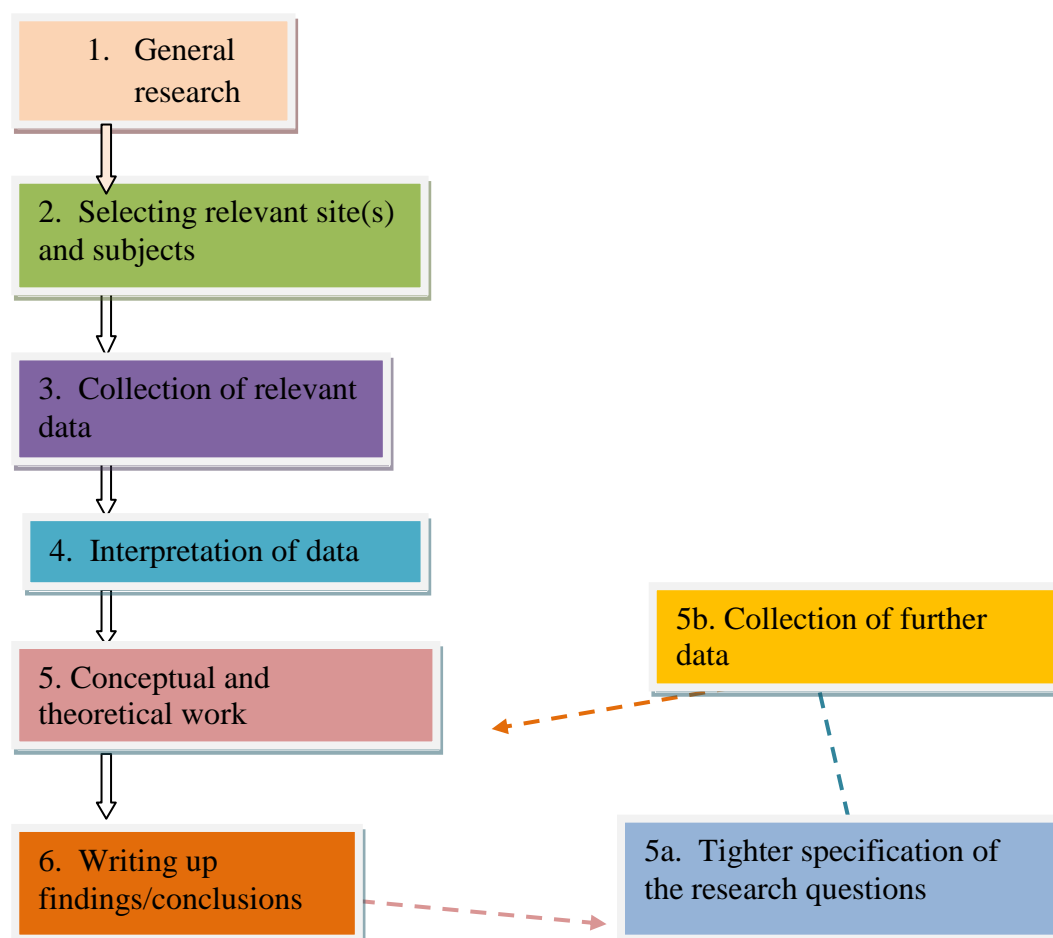 1. General
research
2. Selecting relevant site(s)
and subjects
3. Collection of relevant
data
4. Interpretation of data
5b. Collection of further
data
5. Conceptual and
theoretical work
6. Writing up
findings/conclusions
5a. Tighter specification of
the research questions